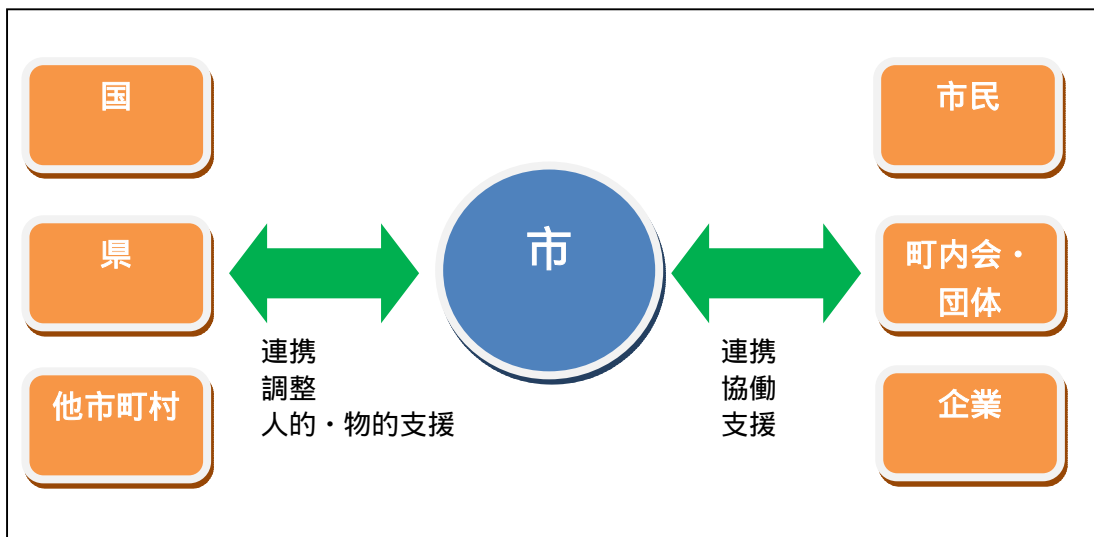 国
県
他市町村
連携
調整
人的・物的支援
市
連携
協働
支援
市民
町内会・
団体
企業